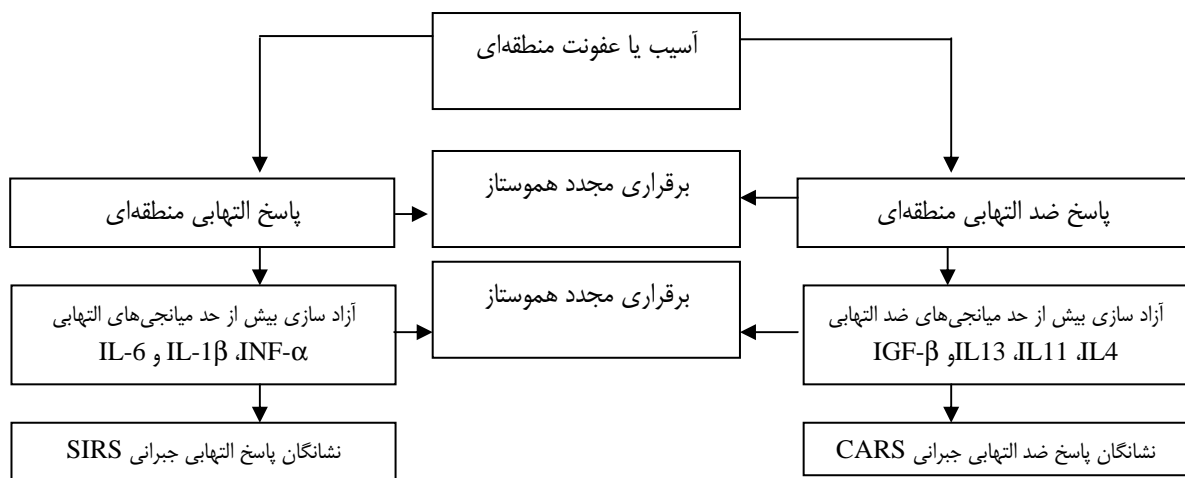 آسیب یا عفونت منطقه‌ای
برقراری مجدد هموستاز
پاسخ ضد التهابی منطقه‌ای
پاسخ التهابی منطقه‌ای
برقراری مجدد هموستاز
آزاد سازی بیش از حد میانجی‌های ضد التهابی
IL4، IL11، IL13و IGF-β
آزاد سازی بیش از حد میانجی‌های التهابی
INF-α، IL-1β و IL-6
نشانگان پاسخ ضد التهابی جبرانی CARS
نشانگان پاسخ التهابی جبرانی SIRS